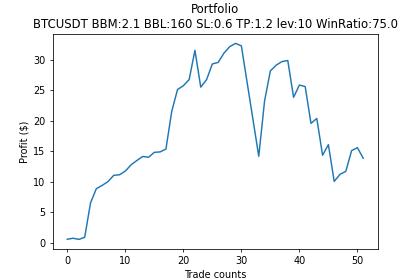 Portfolio
BTCUSDT BBM:2.1 BBL:160 SL:0.6 TP:1.2 lev:10 WinRatio:75.0
30
25
20
15
10
5
0
Profit ($)
0 10 20 30 40 50
Trade counts